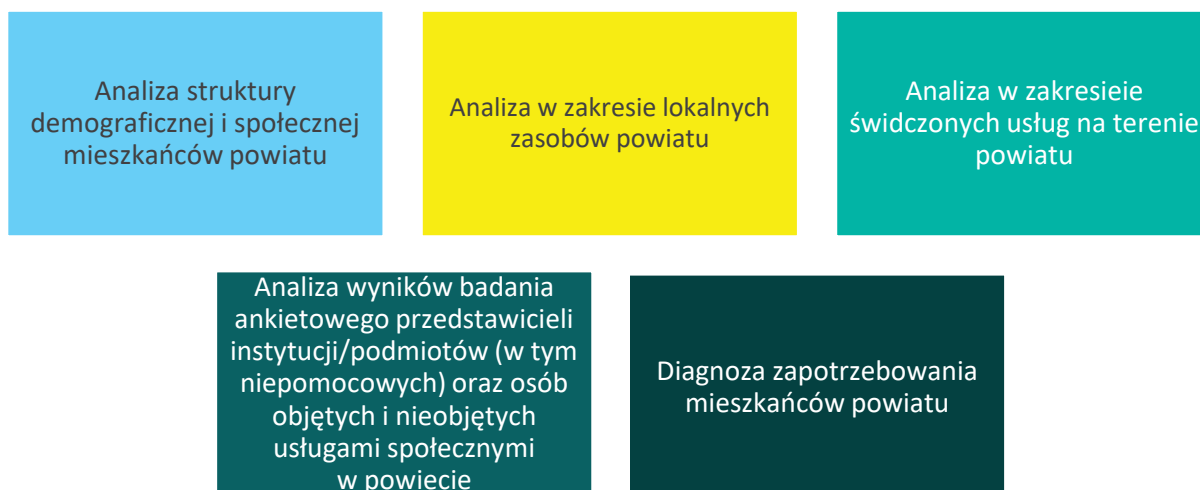 Analiza struktury
demograficznej i społecznej
mieszkańców powiatu
Analiza w zakresie lokalnych
zasobów powiatu
Analiza w zakresieie
świdczonych usług na terenie
powiatu
Analiza wyników badania
ankietowego przedstawicieli
instytucji/podmiotów (w tym
niepomocowych) oraz osób
objętych i nieobjętych
usługami społecznymi
w powiecie
Diagnoza zapotrzebowania
mieszkańców powiatu